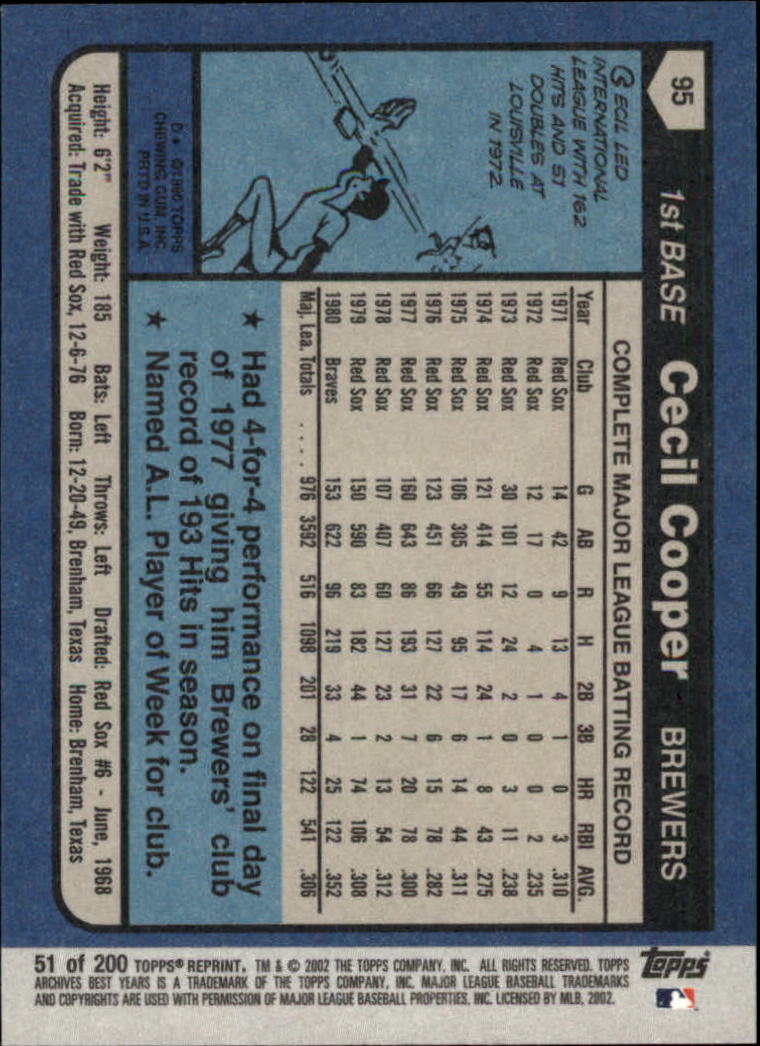 95
1st BASE Cecil Cooper BREWERS
CECIL LED
INTERNATIONAL
LEAGUE WITH 162
HITS AND 51
DOUBLES AT
LOUISVILLE
IN 1972.
D★ ©1980 TOPPS
CHEWING GUM, INC.
PRTD IN U.S.A.
COMPLETE MAJOR LEAGUE BATTING RECORD
Year Club G AB R H 2B 3B HR RBI AVG.
1971 Red Sox 14 42 9 13 4 1 0 3 .310
1972 Red Sox 12 17 0 4 1 0 0 2 .235
1973 Red Sox 30 101 12 24 2 0 3 11 .238
1974 Red Sox 121 414 55 114 24 1 8 43 .275
1975 Red Sox 106 305 49 95 17 6 14 44 .311
1976 Red Sox 123 451 66 127 22 6 15 78 .282
1977 Red Sox 160 643 86 193 31 7 20 78 .300
1978 Red Sox 107 407 60 127 23 2 13 54 .312
1979 Red Sox 150 590 83 182 44 1 74 106 .308
1980 Braves 153 622 96 219 33 4 25 122 .352
Maj. Lea. Totals .... 976 3592 516 1098 201 28 122 541 .306
★ Had 4-for-4 performance on final day
of 1977 giving him Brewers' club
record of 193 Hits in season.
★ Named A.L. Player of Week for club.
Height: 6'2" Weight: 185 Bats: Left Throws: Left Drafted: Red Sox #6 - June, 1968
Acquired: Trade with Red Sox, 12-6-76 Born: 12-20-49, Brenham, Texas Home: Brenham, Texas
51 of 200 TOPPS® REPRINT. TM & © 2002 THE TOPPS COMPANY, INC. ALL RIGHTS RESERVED. TOPPS
ARCHIVES BEST YEARS IS A TRADEMARK OF THE TOPPS COMPANY, INC. MAJOR LEAGUE BASEBALL TRADEMARKS
AND COPYRIGHTS ARE USED WITH PERMISSION OF MAJOR LEAGUE BASEBALL PROPERTIES, INC. LICENSED BY MLB, 2002.
Topps